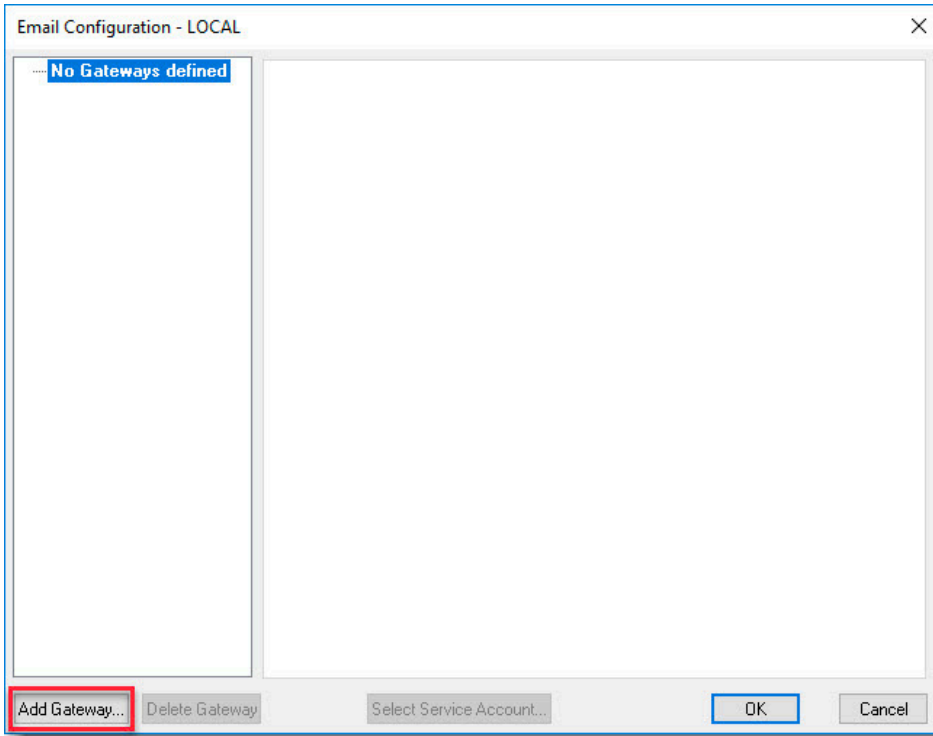 Email Configuration - LOCAL
No Gateways defined
Add Gateway... Delete Gateway Select Service Account... OK Cancel